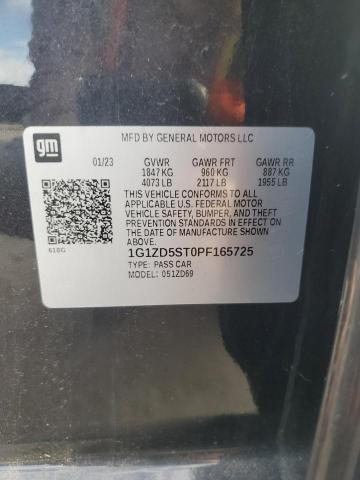 gm
MFD BY GENERAL MOTORS LLC
01/23 GVWR GAWR FRT GAWR RR
1847 KG 960 KG 887 KG
4073 LB 2117 LB 1955 LB
THIS VEHICLE CONFORMS TO ALL
APPLICABLE U.S. FEDERAL MOTOR
VEHICLE SAFETY, BUMPER, AND THEFT
PREVENTION STANDARDS IN EFFECT
ON THE DATE OF MANUFACTURE
SHOWN ABOVE.
1G1ZD5ST0PF165725
TYPE: PASS CAR
MODEL: 051ZD69